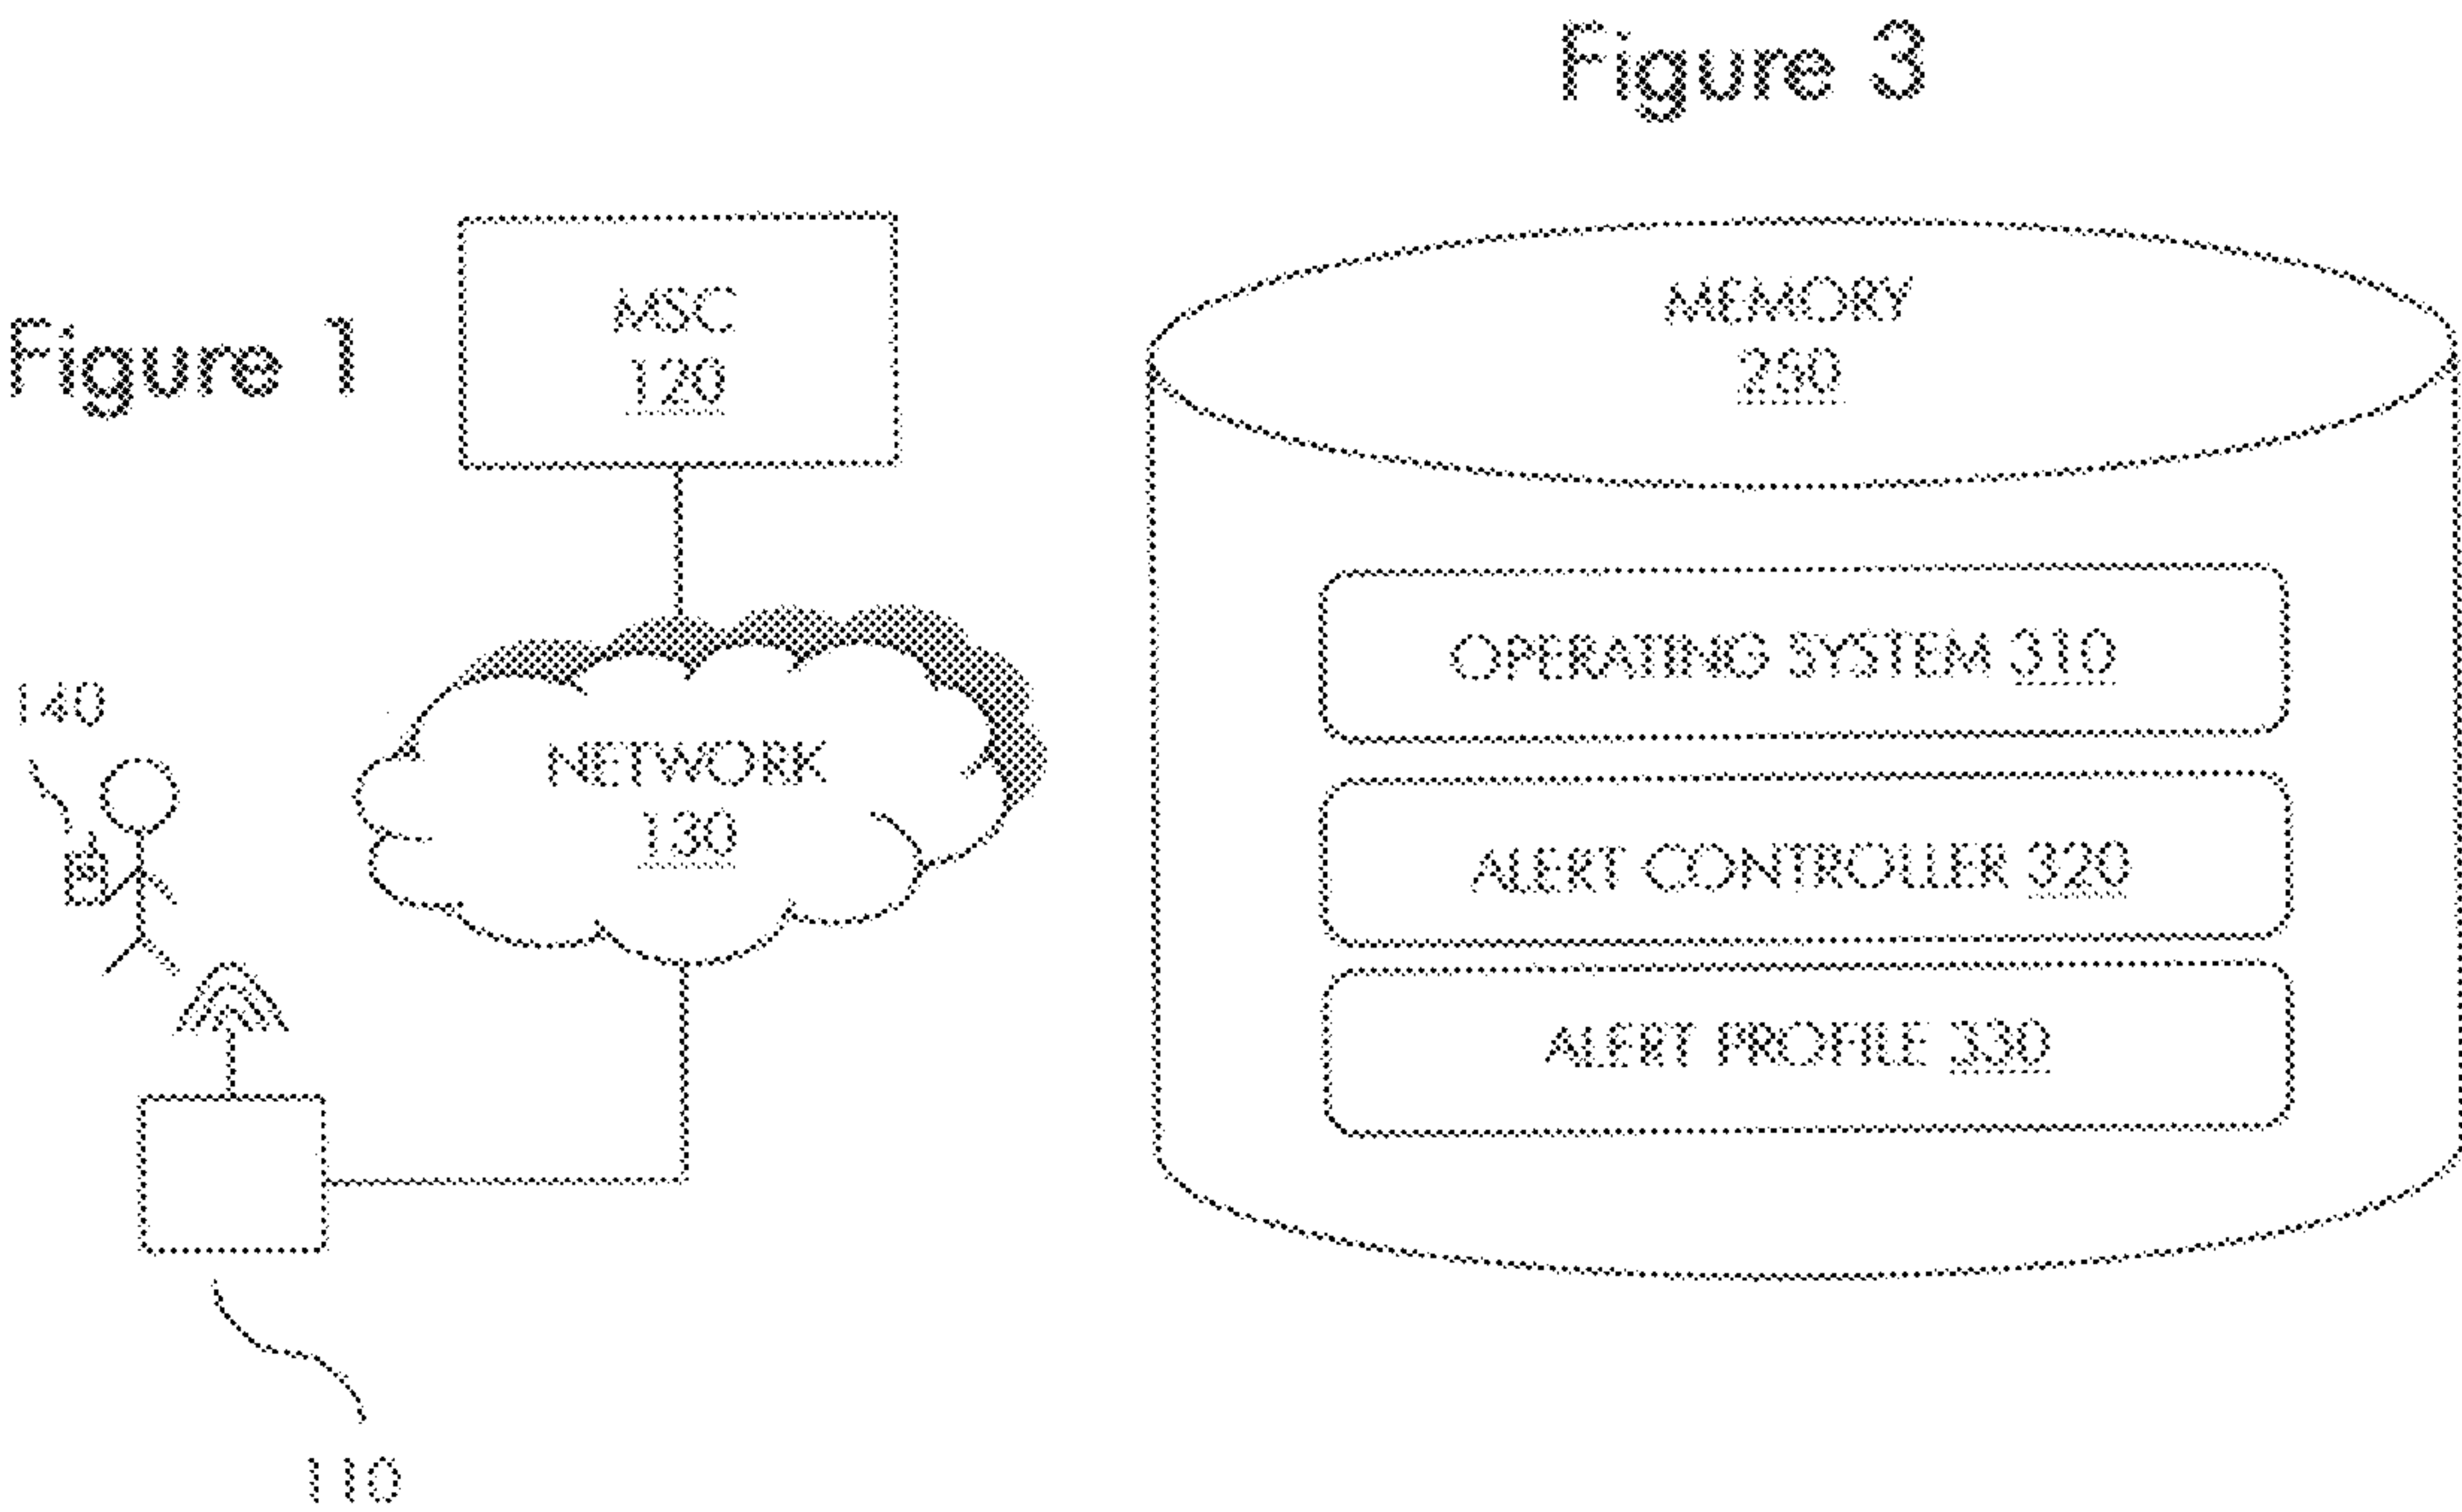 Figure 1
MSC
120
NETWORK
130
140
110
Figure 3
MEMORY
250
OPERATING SYSTEM 310
ALERT CONTROLLER 320
ALERT PROFILE 330